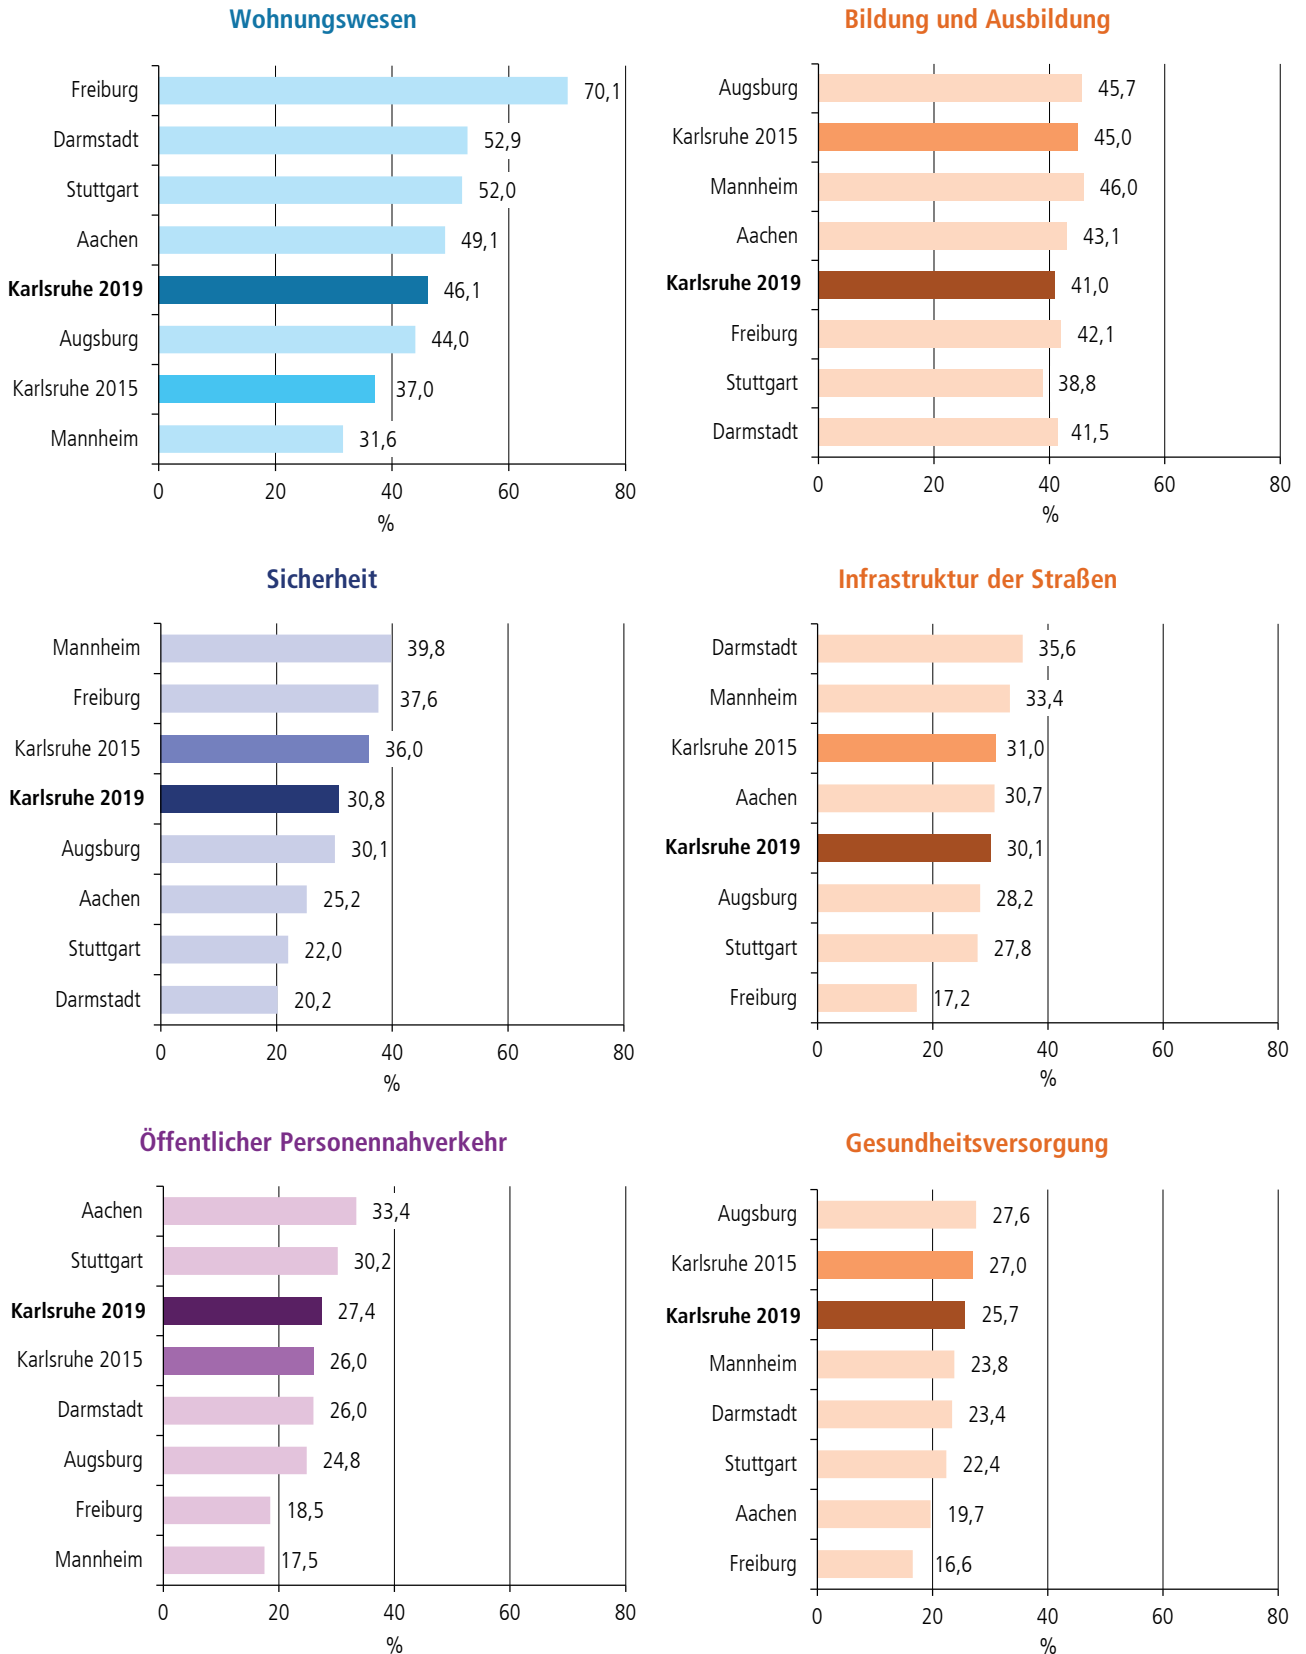 Wohnungswesen
Freiburg 70,1
Darmstadt 52,9
Stuttgart 52,0
Aachen 49,1
Karlsruhe 2019 46,1
Augsburg 44,0
Karlsruhe 2015 37,0
Mannheim 31,6
0 20 40 60 80
%
Bildung und Ausbildung
Augsburg 45,7
Karlsruhe 2015 45,0
Mannheim 46,0
Aachen 43,1
Karlsruhe 2019 41,0
Freiburg 42,1
Stuttgart 38,8
Darmstadt 41,5
0 20 40 60 80
%
Sicherheit
Mannheim 39,8
Freiburg 37,6
Karlsruhe 2015 36,0
Karlsruhe 2019 30,8
Augsburg 30,1
Aachen 25,2
Stuttgart 22,0
Darmstadt 20,2
0 20 40 60 80
%
Infrastruktur der Straßen
Darmstadt 35,6
Mannheim 33,4
Karlsruhe 2015 31,0
Aachen 30,7
Karlsruhe 2019 30,1
Augsburg 28,2
Stuttgart 27,8
Freiburg 17,2
0 20 40 60 80
%
Öffentlicher Personennahverkehr
Aachen 33,4
Stuttgart 30,2
Karlsruhe 2019 27,4
Karlsruhe 2015 26,0
Darmstadt 26,0
Augsburg 24,8
Freiburg 18,5
Mannheim 17,5
0 20 40 60 80
%
Gesundheitsversorgung
Augsburg 27,6
Karlsruhe 2015 27,0
Karlsruhe 2019 25,7
Mannheim 23,8
Darmstadt 23,4
Stuttgart 22,4
Aachen 19,7
Freiburg 16,6
0 20 40 60 80
%